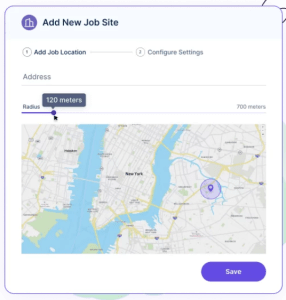 Add New Job Site
1 Add Job Location
2 Configure Settings
Address
120 meters
Radius
700 meters
New York
Save